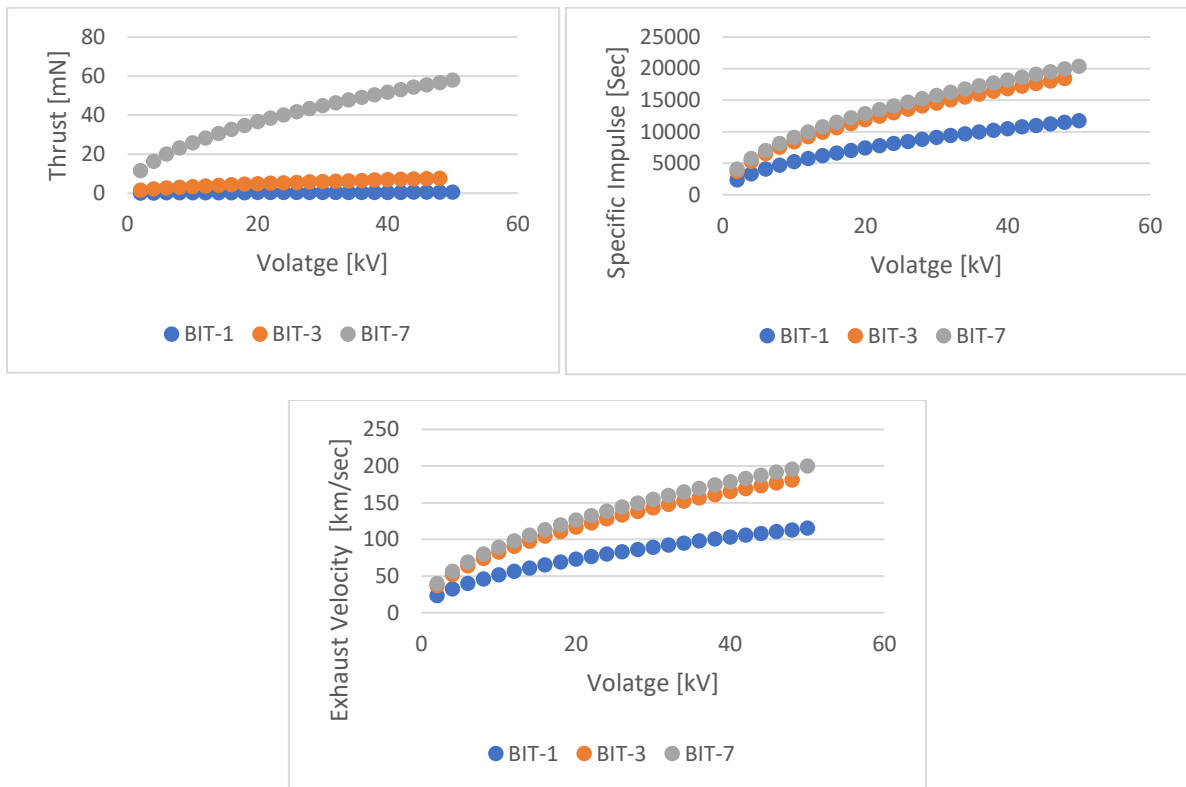 Thrust [mN]
80
60
40
20
0
0 20 40 60
Volatge [kV]
BIT-1 BIT-3 BIT-7
Specific Impulse [Sec]
25000
20000
15000
10000
5000
0
0 20 40 60
Volatge [kV]
BIT-1 BIT-3 BIT-7
Exhaust Velocity [km/sec]
250
200
150
100
50
0
0 20 40 60
Volatge [kV]
BIT-1 BIT-3 BIT-7